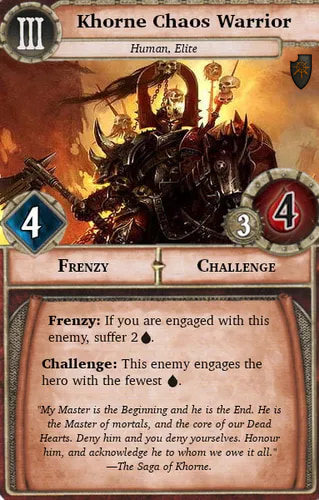 III
Khorne Chaos Warrior
Human, Elite
4
3
4
FRENZY
CHALLENGE
Frenzy: If you are engaged with this
enemy, suffer 2.
Challenge: This enemy engages the
hero with the fewest .
"My Master is the Beginning and he is the End. He is
the Master of mortals, and the core of our Dead
Hearts. Deny him and you deny yourselves. Honour
him, and acknowledge he to whom we owe it all."
—The Saga of Khorne.